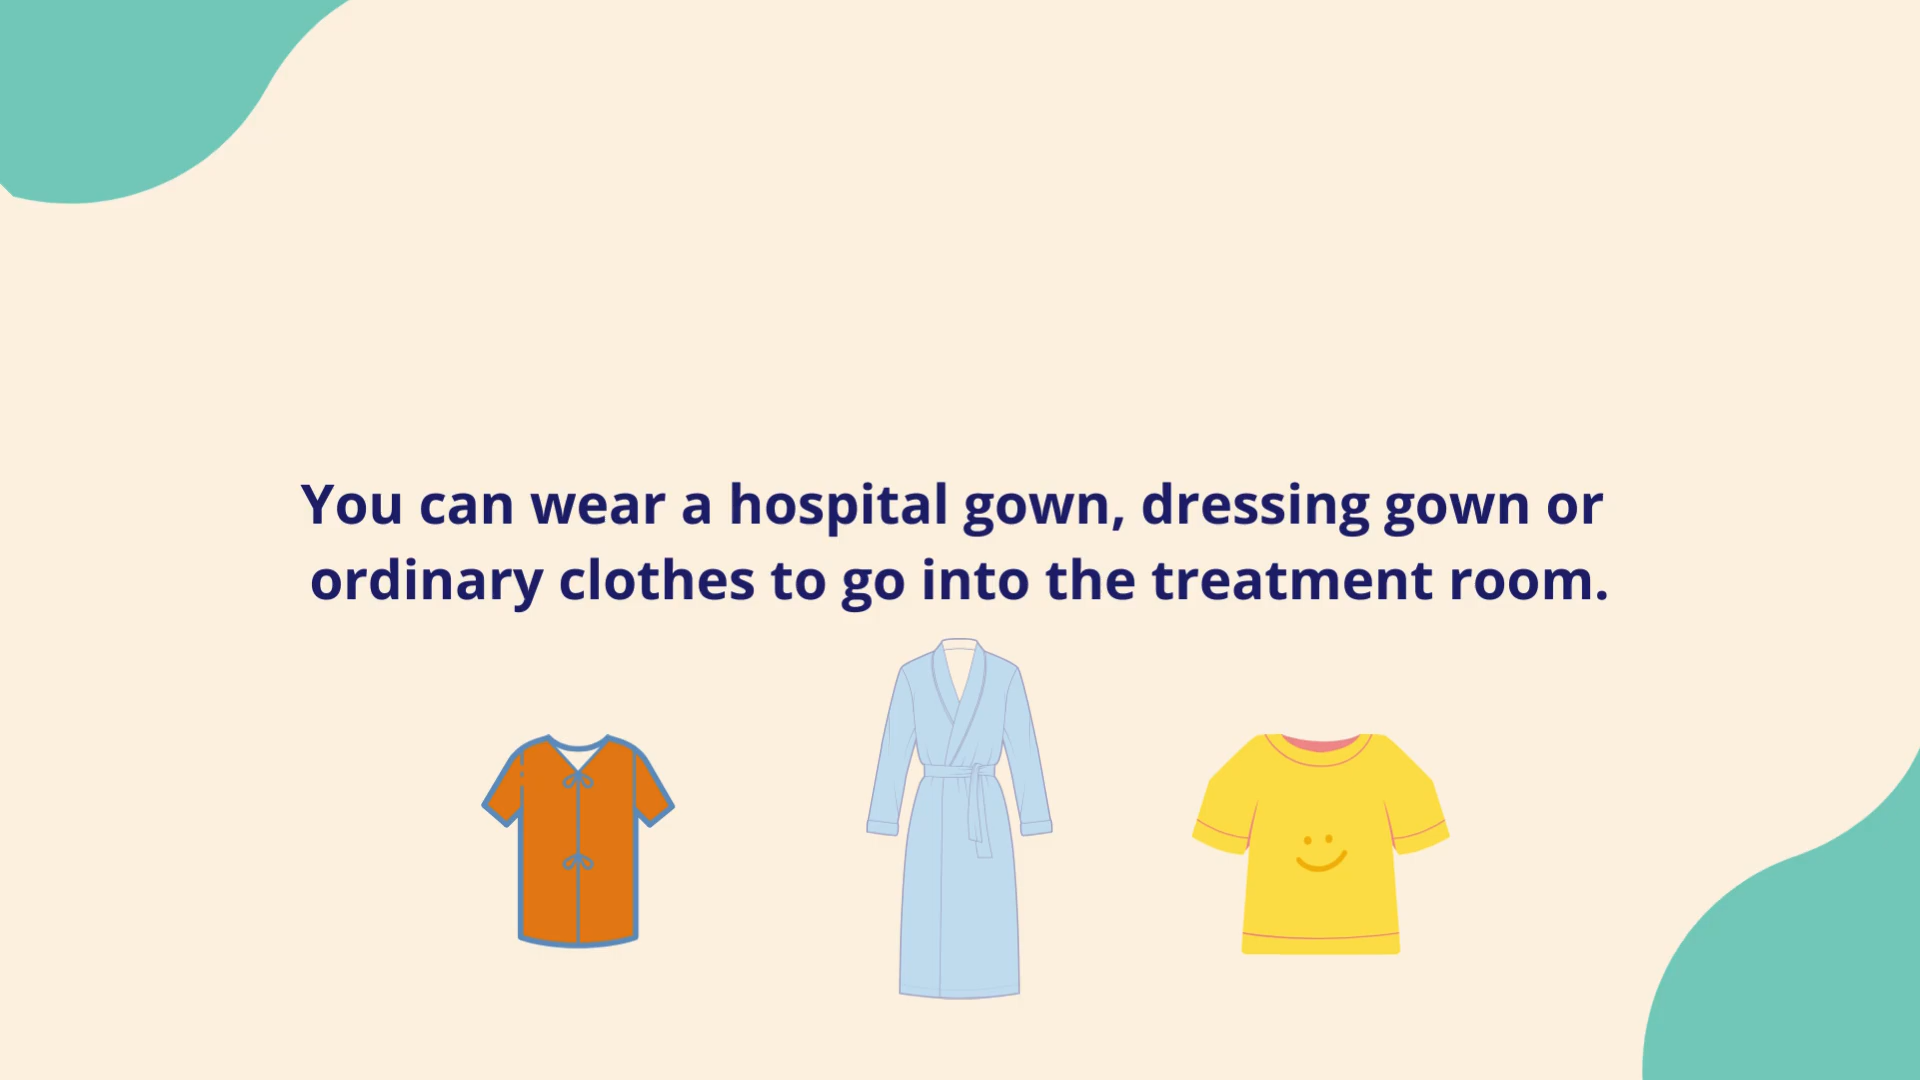 You can wear a hospital gown, dressing gown or
ordinary clothes to go into the treatment room.